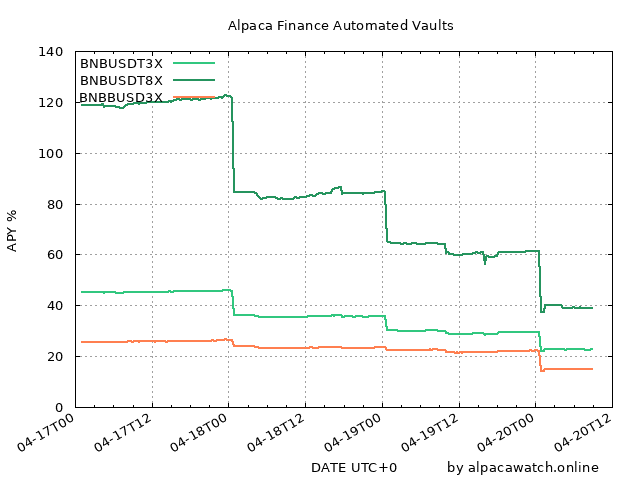 Alpaca Finance Automated Vaults
140
120
100
80
60
40
20
0
APY %
BNBUSDT3X
BNBUSDT8X
BNBBUSD3X
04-17T00
04-17T12
04-18T00
04-18T12
04-19T00
04-19T12
04-20T00
04-20T12
DATE UTC+0
by alpacawatch.online